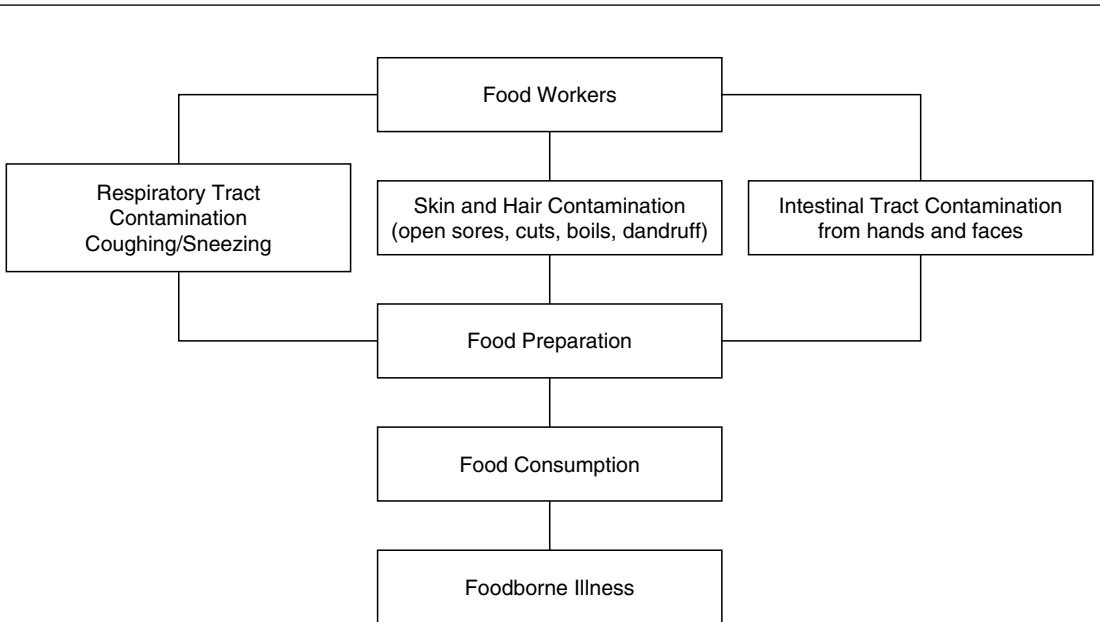 Food Workers
Respiratory Tract
Contamination
Coughing/Sneezing
Skin and Hair Contamination
(open sores, cuts, boils, dandruff)
Intestinal Tract Contamination
from hands and faces
Food Preparation
Food Consumption
Foodborne Illness